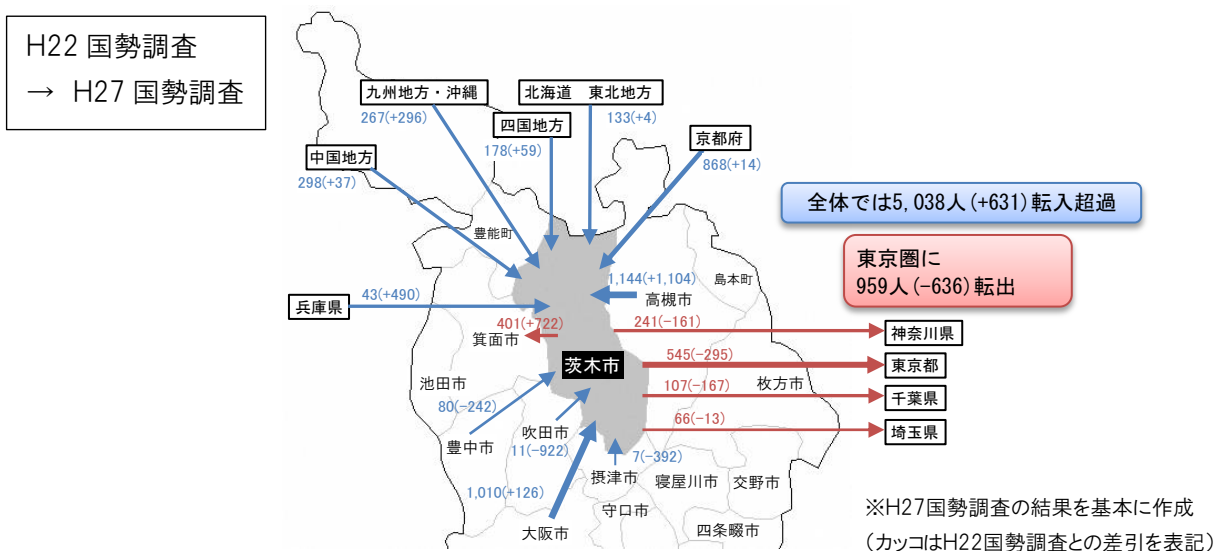 H22 国勢調査
→ H27 国勢調査
九州地方・沖縄
267(+296)
北海道 東北地方
133(+4)
四国地方
178(+59)
京都府
868(+14)
中国地方
298(+37)
全体では5,038人(+631)転入超過
東京圏に
959人(-636)転出
豊能町
島本町
1,144(+1,104)
高槻市
兵庫県
43(+490)
401(+722)
箕面市
241(-161)
神奈川県
茨木市
545(-295)
東京都
池田市
107(-167)
枚方市
千葉県
80(-242)
66(-13)
埼玉県
豊中市
吹田市
11(-922)
7(-392)
摂津市
寝屋川市
交野市
1,010(+126)
守口市
大阪市
四条畷市
※H27国勢調査の結果を基本に作成
(カッコはH22国勢調査との差引を表記)